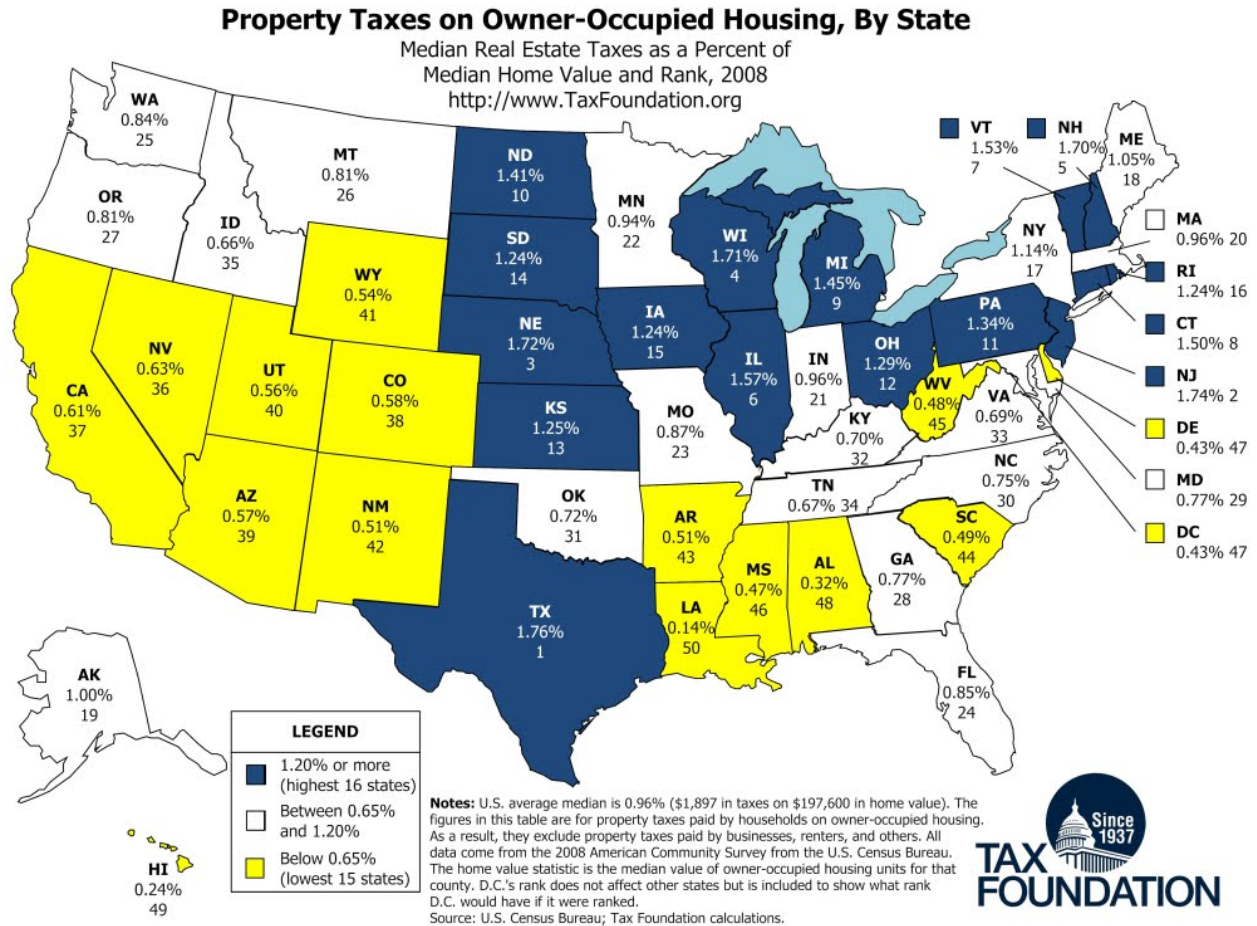 Property Taxes on Owner-Occupied Housing, By State
Median Real Estate Taxes as a Percent of
Median Home Value and Rank, 2008
http://www.TaxFoundation.org
WA
0.84%
25
OR
0.81%
27
ID
0.66%
35
MT
0.81%
26
WY
0.54%
41
CA
0.61%
37
NV
0.63%
36
UT
0.56%
40
CO
0.58%
38
AZ
0.57%
39
NM
0.51%
42
ND
1.41%
10
SD
1.24%
14
NE
1.72%
3
KS
1.25%
13
OK
0.72%
31
TX
1.76%
1
MN
0.94%
22
IA
1.24%
15
MO
0.87%
23
AR
0.51%
43
LA
0.14%
50
WI
1.71%
4
IL
1.57%
6
MI
1.45%
9
IN
0.96%
21
OH
1.29%
12
KY
0.70%
32
TN
0.67% 34
MS
0.47%
46
AL
0.32%
48
GA
0.77%
28
FL
0.85%
24
SC
0.49%
44
NC
0.75%
30
VA
0.69%
33
WV
0.48%
45
PA
1.34%
11
NY
1.14%
17
VT
1.53%
7
NH
1.70%
5
ME
1.05%
18
MA
0.96% 20
RI
1.24% 16
CT
1.50% 8
NJ
1.74% 2
DE
0.43% 47
MD
0.77% 29
DC
0.43% 47
AK
1.00%
19
HI
0.24%
49
LEGEND
1.20% or more
(highest 16 states)
Between 0.65%
and 1.20%
Below 0.65%
(lowest 15 states)
Notes: U.S. average median is 0.96% ($1,897 in taxes on $197,600 in home value). The
figures in this table are for property taxes paid by households on owner-occupied housing.
As a result, they exclude property taxes paid by businesses, renters, and others. All
data come from the 2008 American Community Survey from the U.S. Census Bureau.
The home value statistic is the median value of owner-occupied housing units for that
county. D.C.'s rank does not affect other states but is included to show what rank
D.C. would have if it were ranked.
Source: U.S. Census Bureau; Tax Foundation calculations.
Since
1937
TAX
FOUNDATION